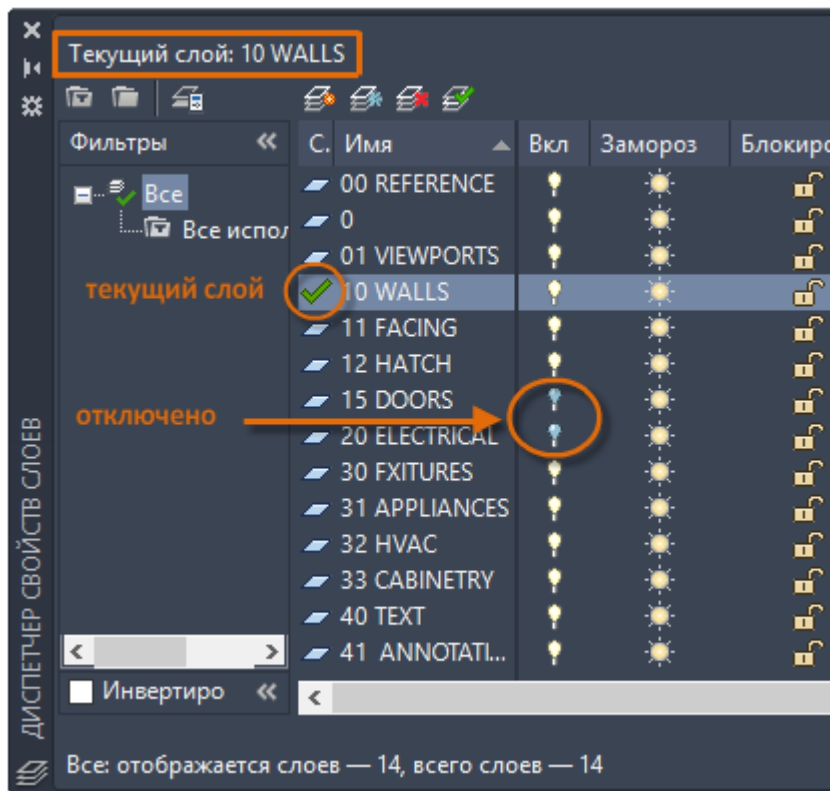 Текущий слой: 10 WALLS
Фильтры
С. Имя Вкл Замороз Блокиро
Все
Все испол
00 REFERENCE
0
01 VIEWPORTS
текущий слой
10 WALLS
11 FACING
12 HATCH
15 DOORS
отключено
20 ELECTRICAL
30 FXITURES
31 APPLIANCES
32 HVAC
33 CABINETRY
40 TEXT
41 ANNOTATI...
Инвертиро
ДИСПЕТЧЕР СВОЙСТВ СЛОЕВ
Все: отображается слоев — 14, всего слоев — 14